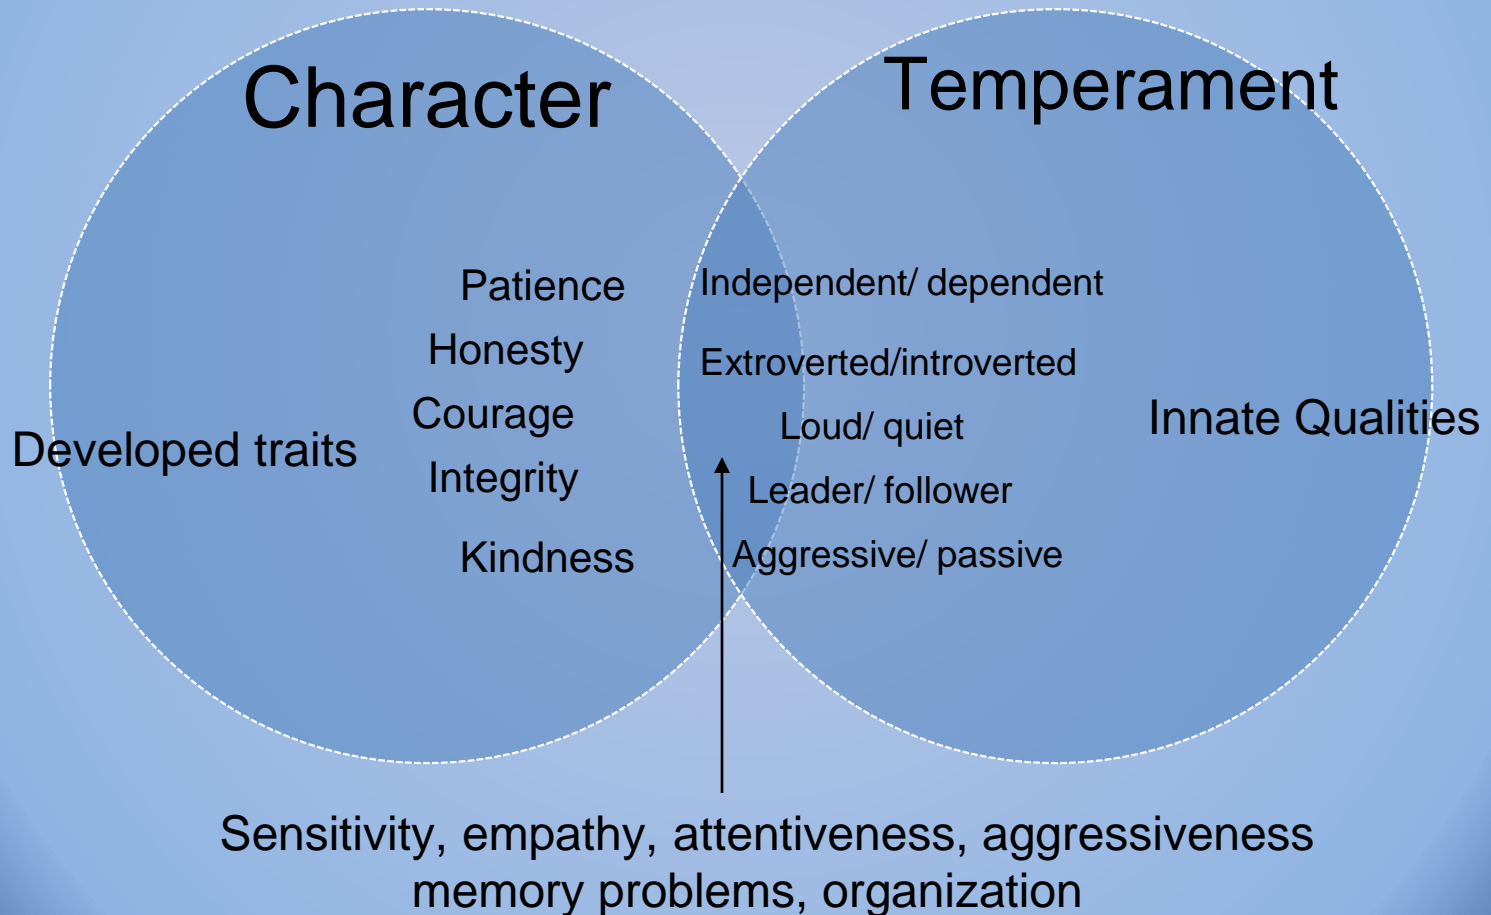 Character
Temperament
Patience
Honesty
Courage
Integrity
Kindness
Developed traits
Independent/ dependent
Extroverted/introverted
Loud/ quiet
Leader/ follower
Aggressive/ passive
Innate Qualities
Sensitivity, empathy, attentiveness, aggressiveness
memory problems, organization